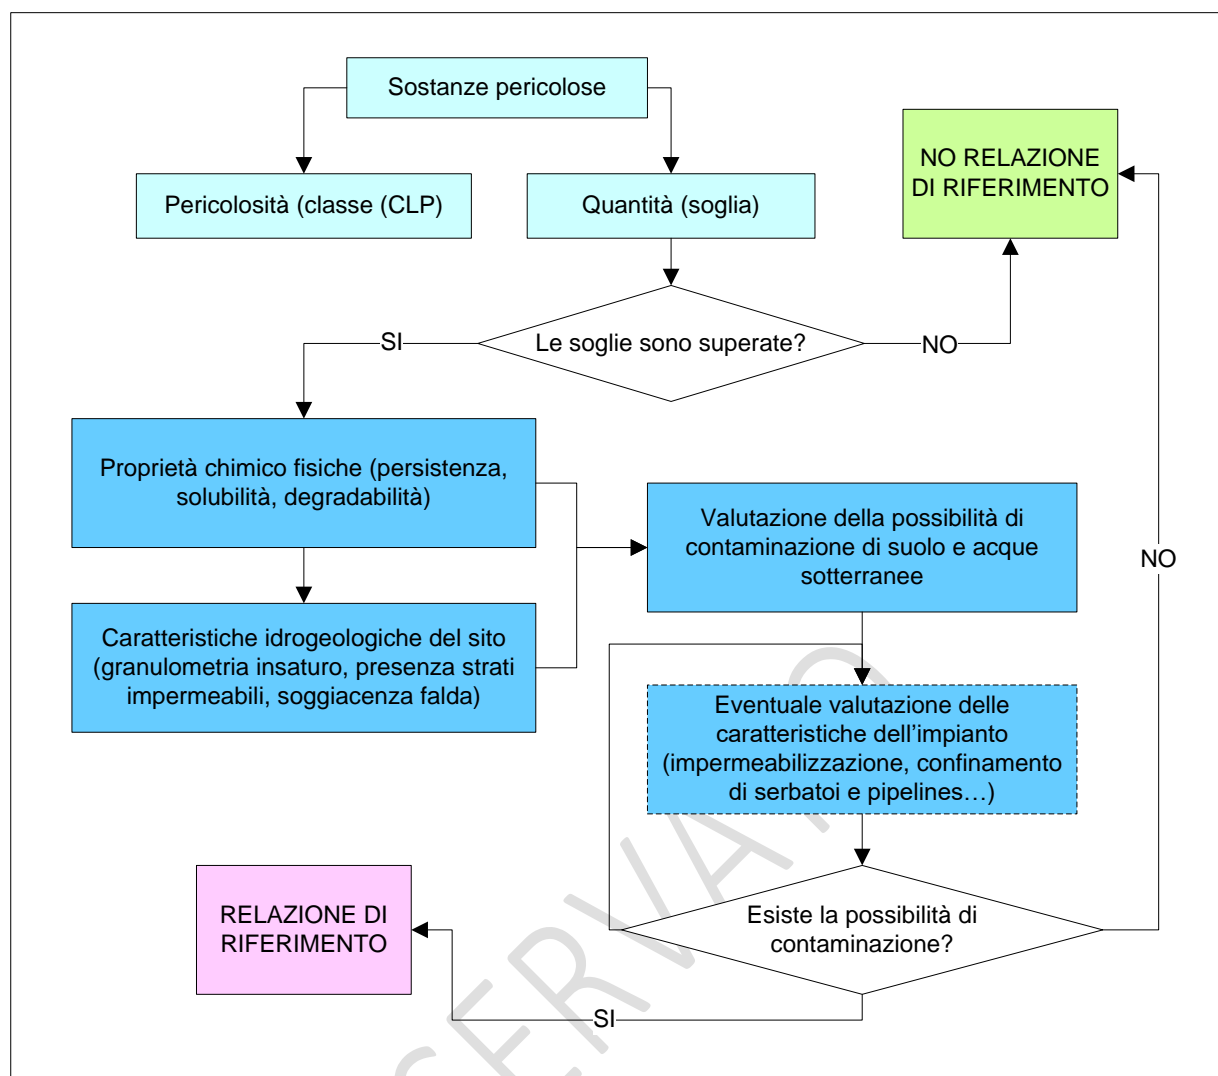 Sostanze pericolose
Pericolosità (classe (CLP)
Quantità (soglia)
NO RELAZIONE
DI RIFERIMENTO
Le soglie sono superate?
SI
NO
Proprietà chimico fisiche (persistenza,
solubilità, degradabilità)
Valutazione della possibilità di
contaminazione di suolo e acque
sotterranee
NO
Caratteristiche idrogeologiche del sito
(granulometria insaturo, presenza strati
impermeabili, soggiacenza falda)
Eventuale valutazione delle
caratteristiche dell'impianto
(impermeabilizzazione, confinamento
di serbatoi e pipelines…)
RELAZIONE DI
RIFERIMENTO
Esiste la possibilità di
contaminazione?
SI